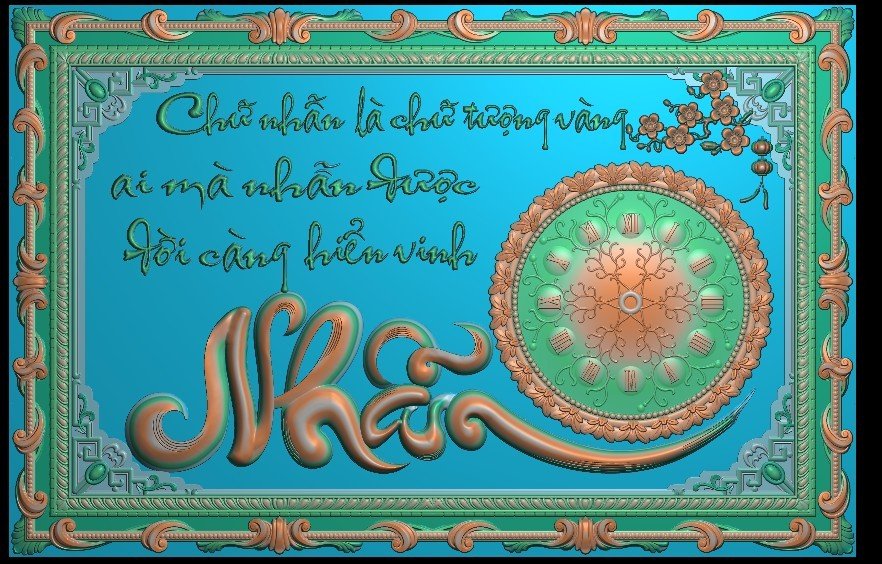 Chữ nhẫn là chữ tượng vàng
ai mà nhẫn được
đời càng hiển vinh
Nhẫn